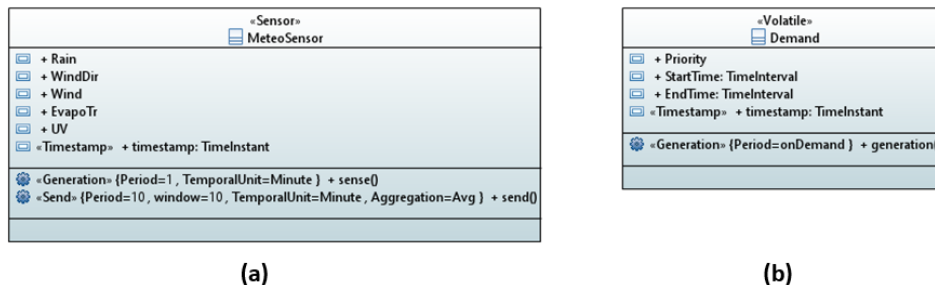 «Sensor»
MeteoSensor
+ Rain
+ WindDir
+ Wind
+ EvapoTr
+ UV
«Timestamp» + timestamp: TimeInstant
«Generation» {Period=1 , TemporalUnit=Minute } + sense()
«Send» {Period=10 , window=10 , TemporalUnit=Minute , Aggregation=Avg } + send()
(a)
«Volatile»
Demand
+ Priority
+ StartTime: TimeInterval
+ EndTime: TimeInterval
«Timestamp» + timestamp: TimeInstant
«Generation» {Period=onDemand } + generation(
(b)